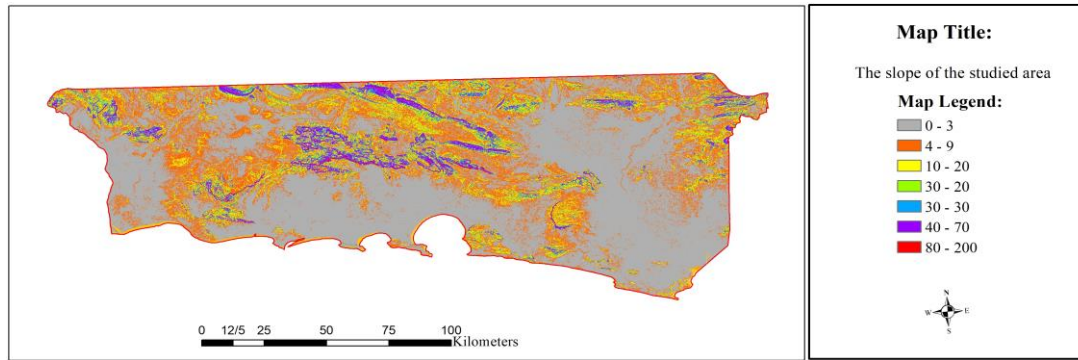 Map Title:
The slope of the studied area
Map Legend:
0 - 3
4 - 9
10 - 20
30 - 20
30 - 30
40 - 70
80 - 200
N
W E
S
0 12/5 25 50 75 100
Kilometers